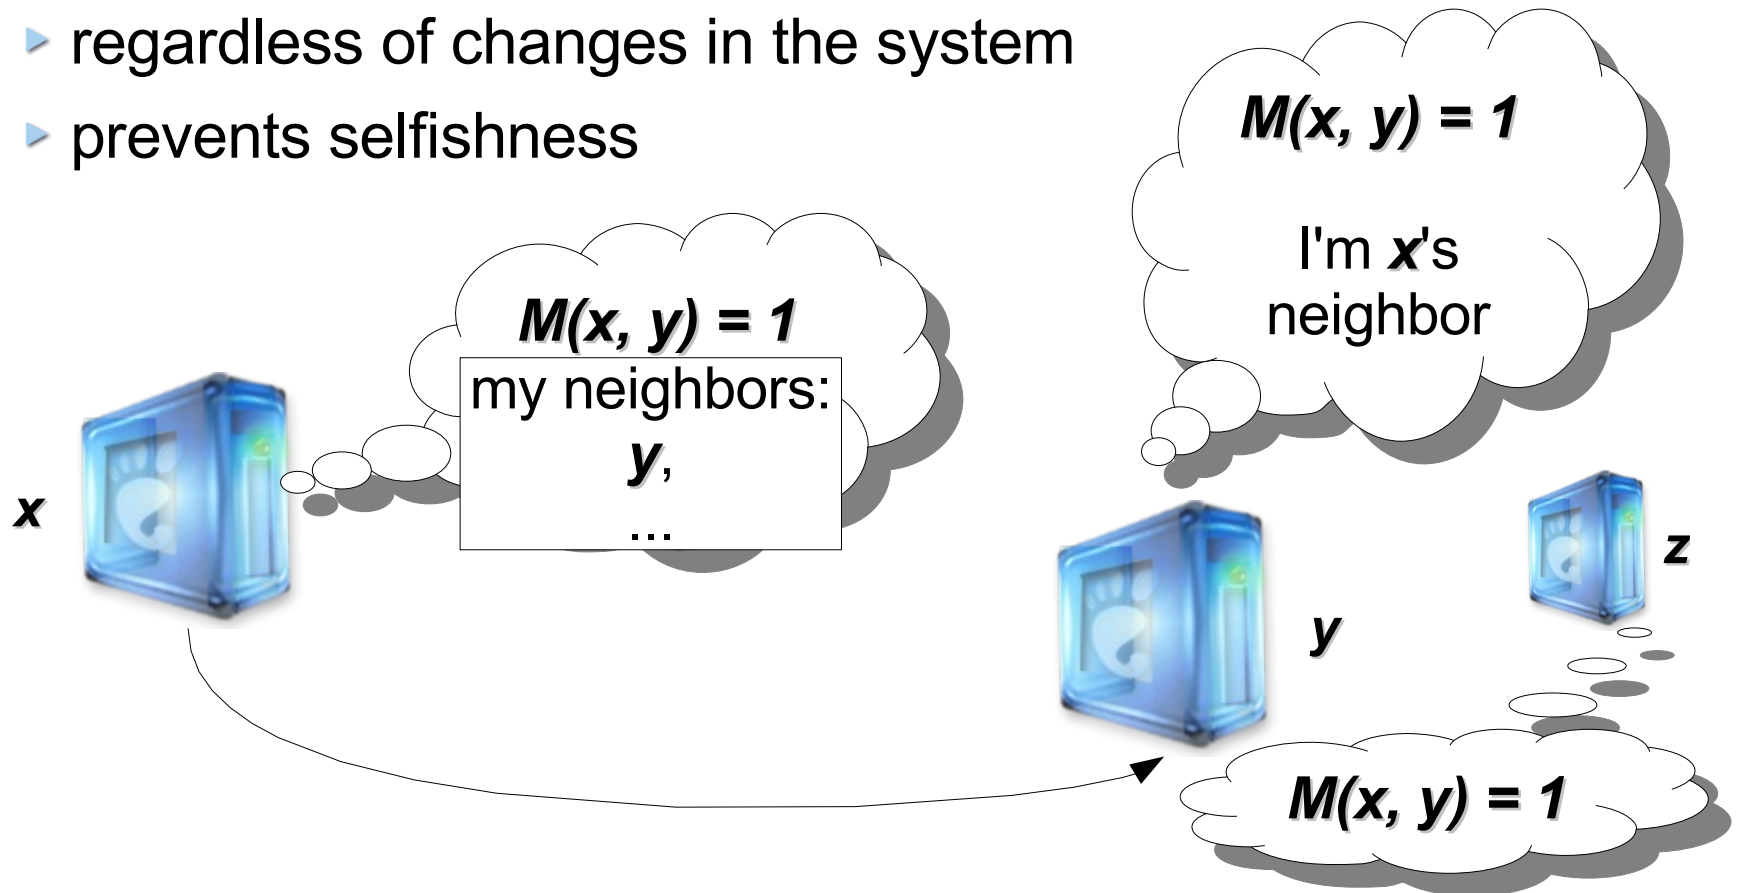 regardless of changes in the system
prevents selfishness
M(x, y) = 1
I'm x's
neighbor
M(x, y) = 1
my neighbors:
y,
...
x
y
z
M(x, y) = 1